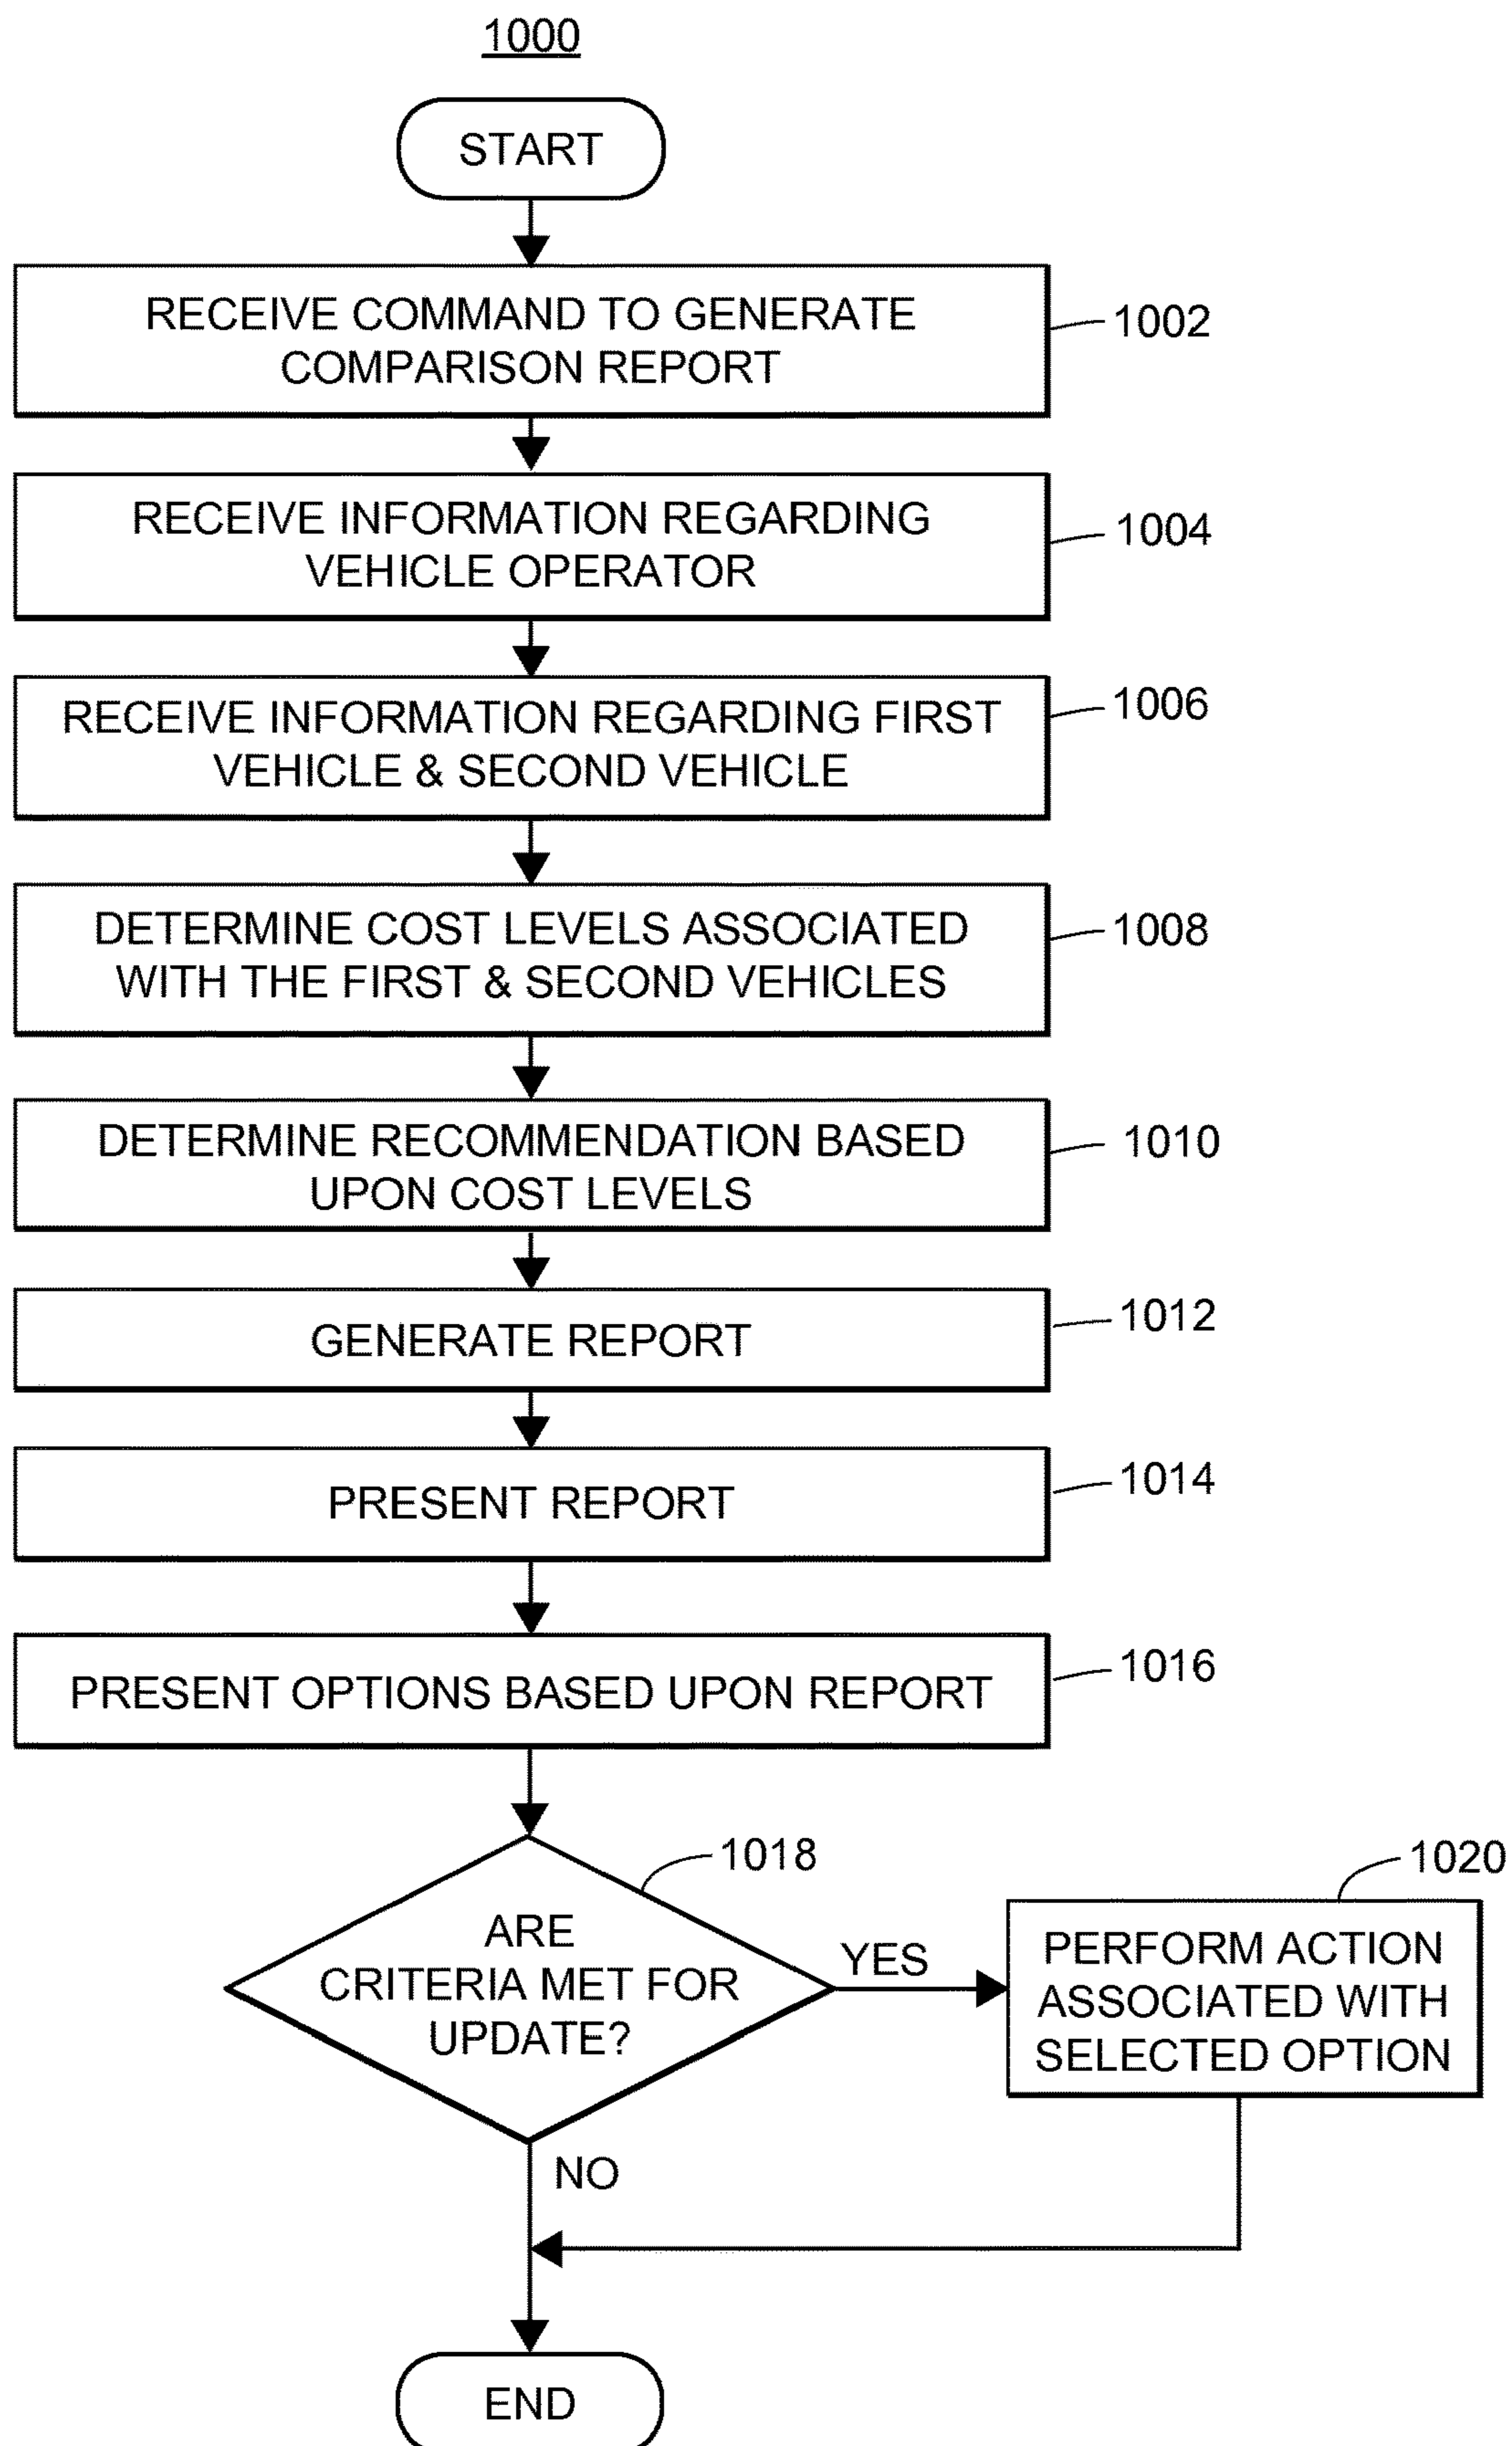 1000
START
RECEIVE COMMAND TO GENERATE
COMPARISON REPORT
1002
RECEIVE INFORMATION REGARDING
VEHICLE OPERATOR
1004
RECEIVE INFORMATION REGARDING FIRST
VEHICLE & SECOND VEHICLE
1006
DETERMINE COST LEVELS ASSOCIATED
WITH THE FIRST & SECOND VEHICLES
1008
DETERMINE RECOMMENDATION BASED
UPON COST LEVELS
1010
GENERATE REPORT
1012
PRESENT REPORT
1014
PRESENT OPTIONS BASED UPON REPORT
1016
ARE
CRITERIA MET FOR
UPDATE?
1018
YES
PERFORM ACTION
ASSOCIATED WITH
SELECTED OPTION
1020
NO
END